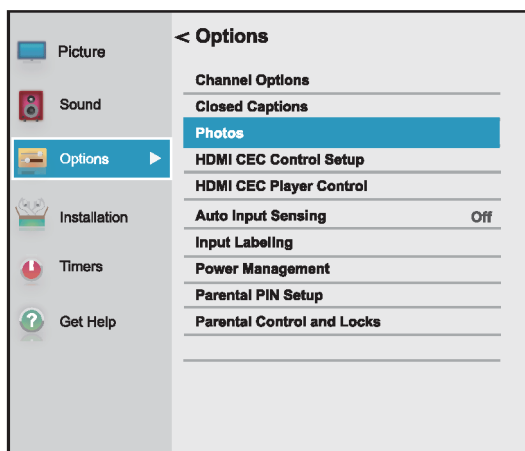 Picture
Sound
Options
Installation
Timers
Get Help
< Options
Channel Options
Closed Captions
Photos
HDMI CEC Control Setup
HDMI CEC Player Control
Auto Input Sensing Off
Input Labeling
Power Management
Parental PIN Setup
Parental Control and Locks